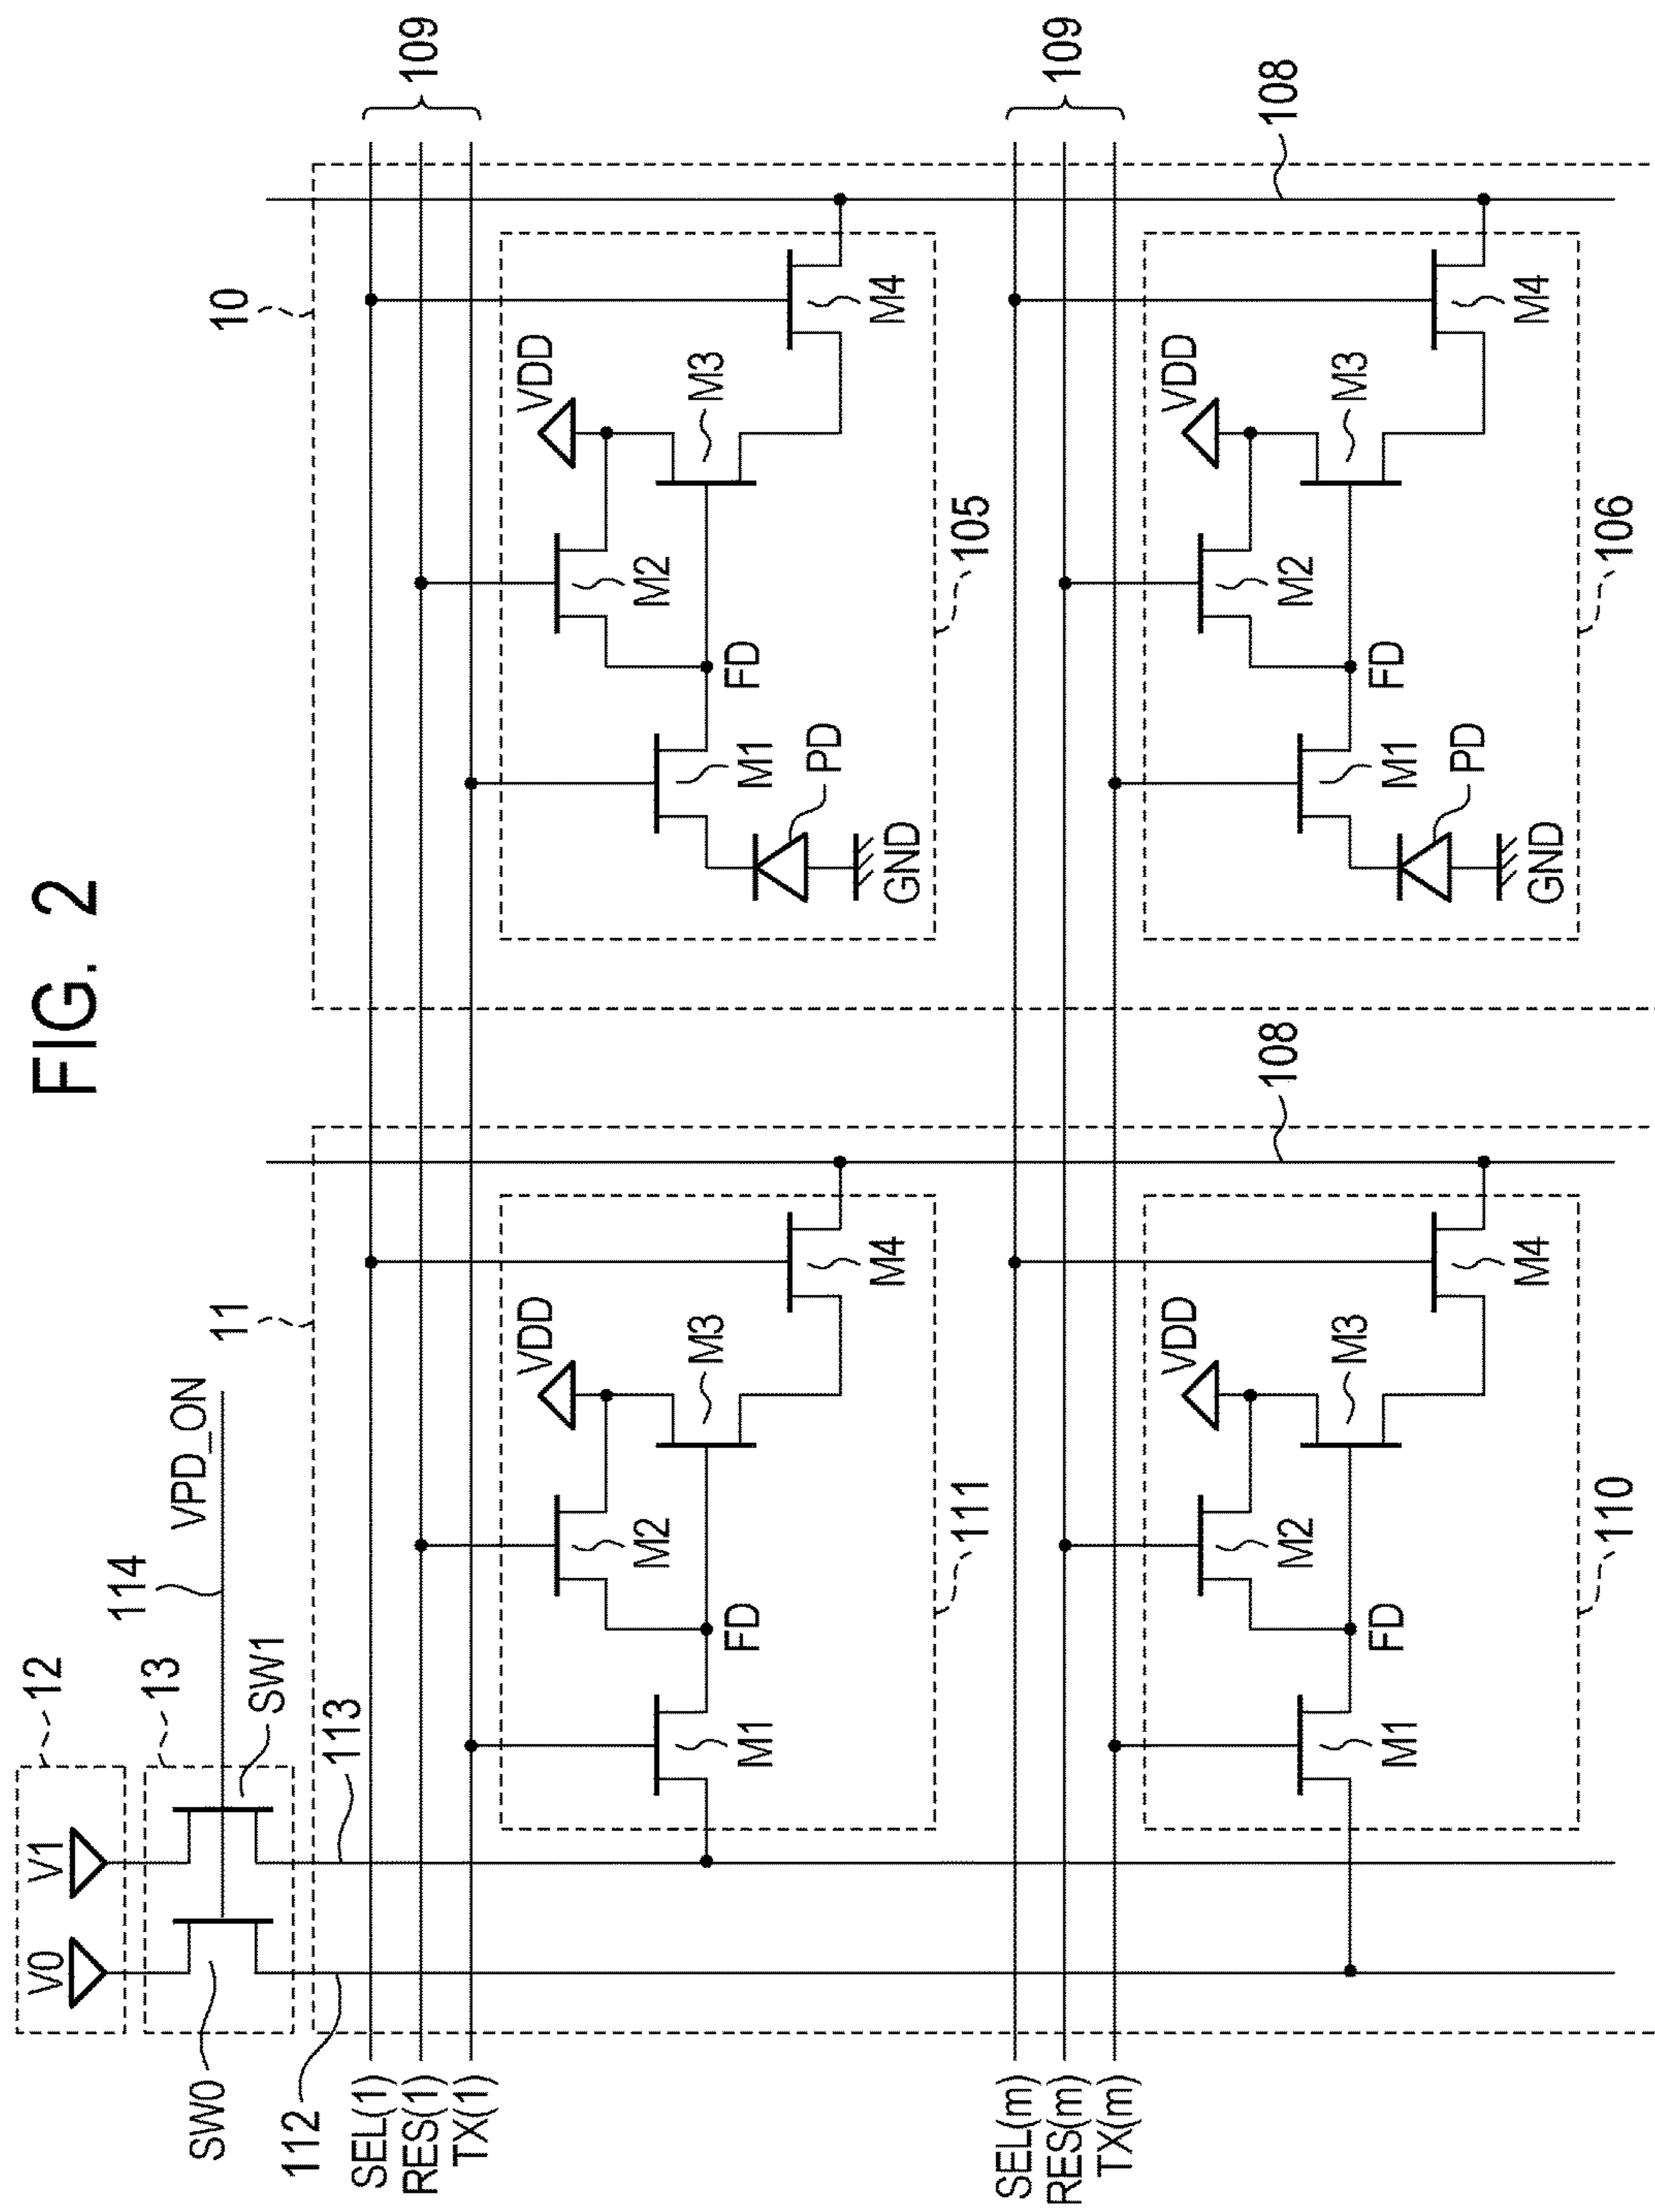 FIG. 2
V0
V1
12
13
SW0
SW1
114
VPD_ON
112
113
11
10
SEL(1)
RES(1)
TX(1)
109
VDD
M2
M3
M1
FD
M4
111
VDD
M2
M3
M1
FD
M4
PD
GND
105
SEL(m)
RES(m)
TX(m)
109
108
108
VDD
M2
M3
M1
FD
M4
110
VDD
M2
M3
M1
FD
M4
PD
GND
106